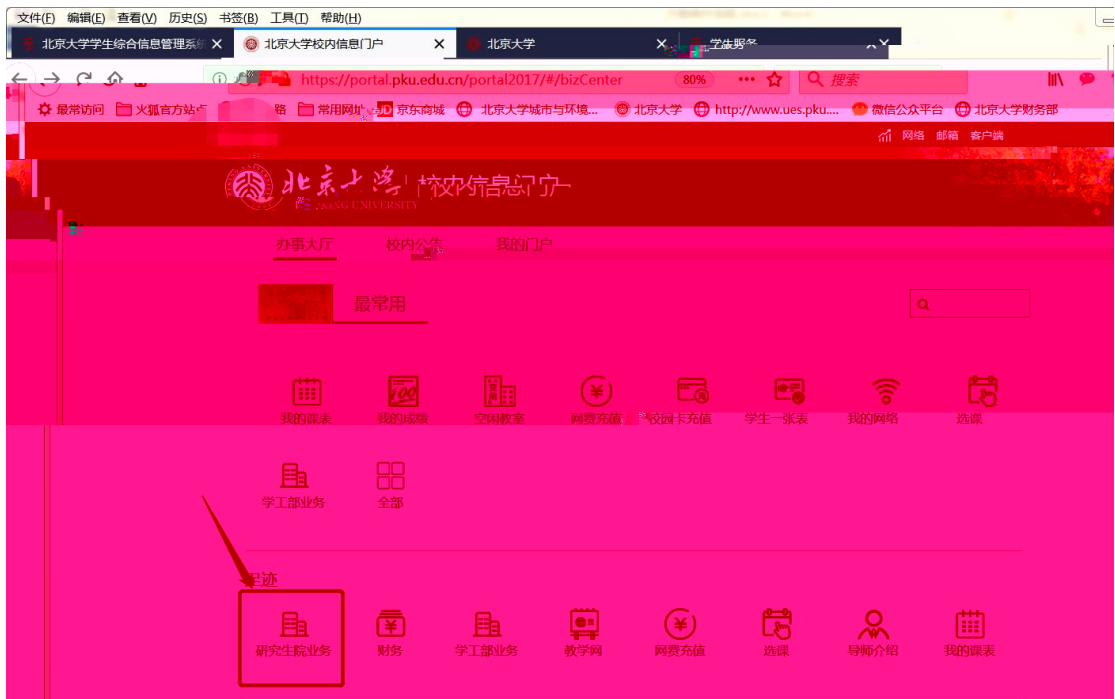 文件(F) 编辑(E) 查看(V) 历史(S) 书签(B) 工具(T) 帮助(H)
北京大学学生综合信息管理系统 北京大学校内信息门户 北京大学
https://portal.pku.edu.cn/portal2017/#/bizCenter 80% 搜索
最常访问 火狐官方站点 常用网址 京东商城 北京大学城市与环境... 北京大学 http://www.ues.pku.... 微信公众平台 北京大学财务部
网络 邮箱 客户端
北京大学 校内信息门户
PEKING UNIVERSITY
办事大厅 校内公告 我的门户
最常用
我的课表 我的成绩 空闲教室 网费充值 校园卡充值 学生一张表 我的网络 选课
学工部业务 全部
足迹
研究生院业务 财务 学工部业务 教学网 网费充值 选课 导师介绍 我的课表